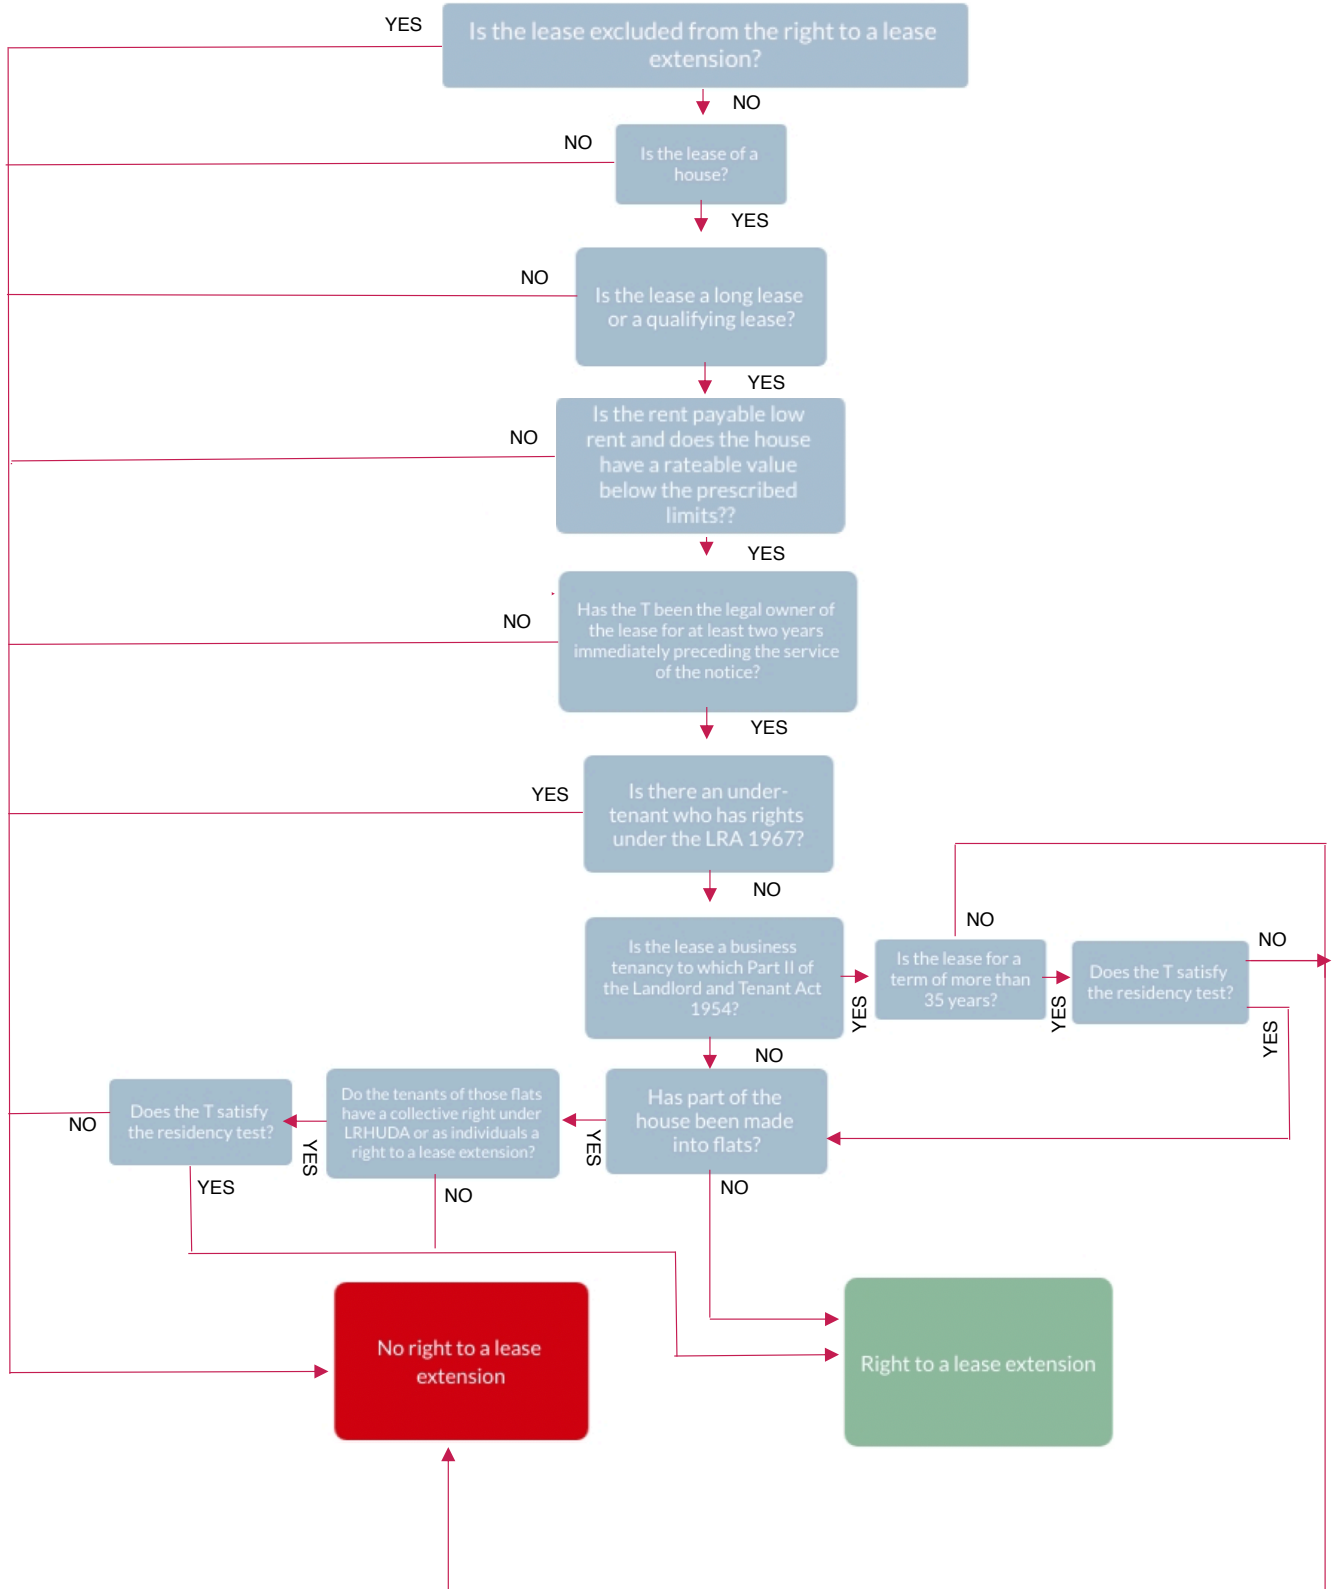 YES
Is the lease excluded from the right to a lease
extension?
NO
NO
Is the lease of a
house?
YES
NO
Is the lease a long lease
or a qualifying lease?
YES
NO
Is the rent payable low
rent and does the house
have a rateable value
below the prescribed
limits??
YES
NO
Has the T been the legal owner of
the lease for at least two years
immediately preceding the service
of the notice?
YES
YES
Is there an under-
tenant who has rights
under the LRA 1967?
NO
Is the lease a business
tenancy to which Part II of
the Landlord and Tenant Act
1954?
YES
NO
Is the lease for a
term of more than
35 years?
YES
NO
Does the T satisfy
the residency test?
NO
YES
NO
Has part of the
house been made
into flats?
YES
NO
Do the tenants of those flats
have a collective right under
LRHUDA or as individuals a
right to a lease extension?
YES
NO
Does the T satisfy
the residency test?
NO
YES
No right to a lease
extension
Right to a lease extension